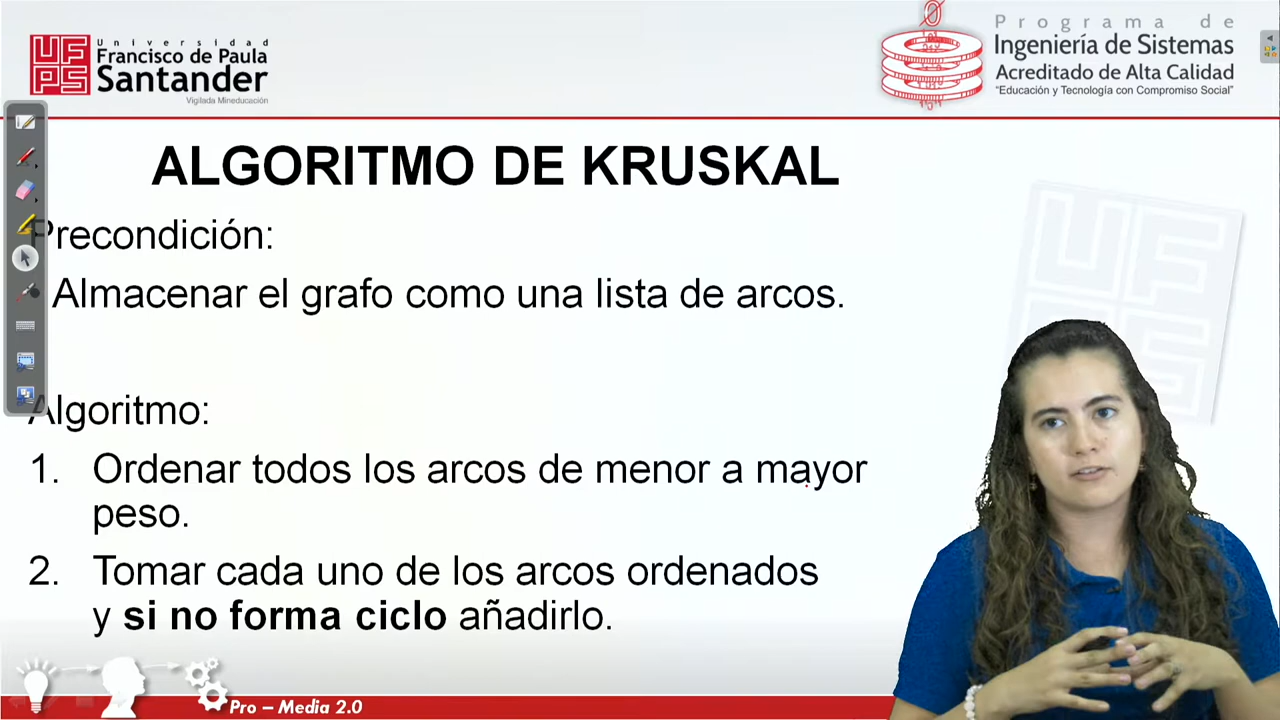 Universidad
Francisco de Paula
Santander
Vigilada Mineducación
UFPS
Programa de
Ingeniería de Sistemas
Acreditado de Alta Calidad
"Educación y Tecnología con Compromiso Social"
ALGORITMO DE KRUSKAL
Precondición:
Almacenar el grafo como una lista de arcos.
Algoritmo:
1. Ordenar todos los arcos de menor a mayor
peso.
2. Tomar cada uno de los arcos ordenados
y si no forma ciclo añadirlo.
Pro – Media 2.0